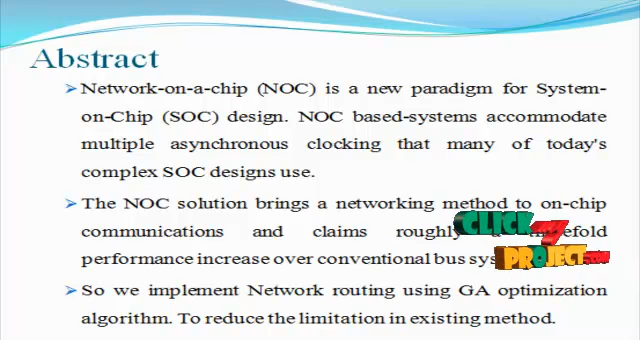 Abstract
Network-on-a-chip (NOC) is a new paradigm for System-
on-Chip (SOC) design. NOC based-systems accommodate
multiple asynchronous clocking that many of today's
complex SOC designs use.
The NOC solution brings a networking method to on-chip
communications and claims roughly
performance increase over conventional bus
CLICK
PROJECT.COM
So we implement Network routing using GA optimization
algorithm. To reduce the limitation in existing method.